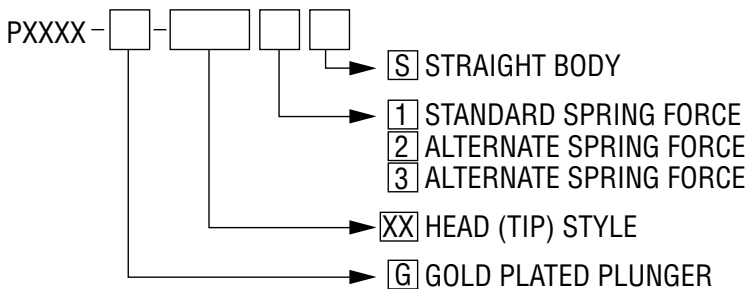 PXXXX - -
S STRAIGHT BODY
1 STANDARD SPRING FORCE
2 ALTERNATE SPRING FORCE
3 ALTERNATE SPRING FORCE
XX HEAD (TIP) STYLE
G GOLD PLATED PLUNGER